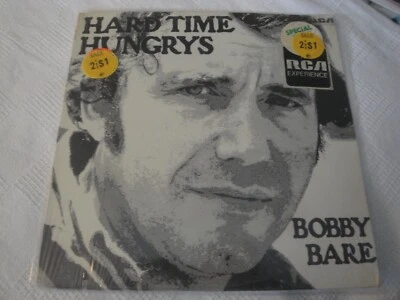 HARD TIME
HUNGRYS
2:$1
SPECIAL
2:$1
RCA
EXPERIENCE
BOBBY
BARE